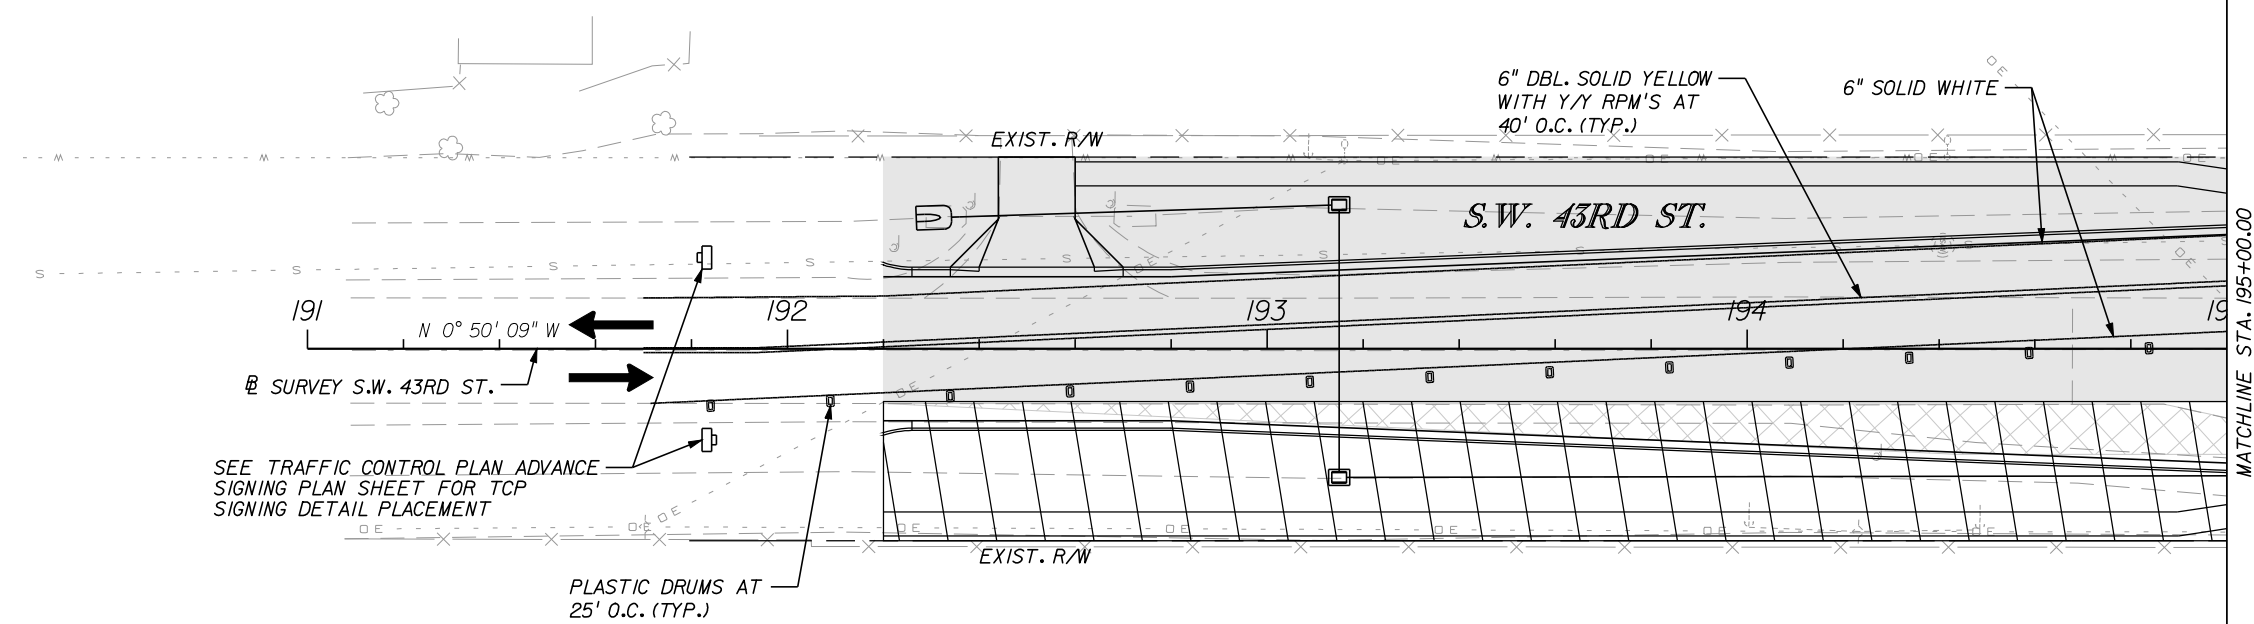 6" DBL. SOLID YELLOW
WITH Y/Y RPM'S AT
40' O.C. (TYP.)
6" SOLID WHITE
EXIST. R/W
S.W. 43RD ST.
191
192
193
194
19
N 0° 50' 09" W
B SURVEY S.W. 43RD ST.
SEE TRAFFIC CONTROL PLAN ADVANCE
SIGNING PLAN SHEET FOR TCP
SIGNING DETAIL PLACEMENT
EXIST. R/W
PLASTIC DRUMS AT
25' O.C. (TYP.)
MATCHLINE STA. 195+00.00